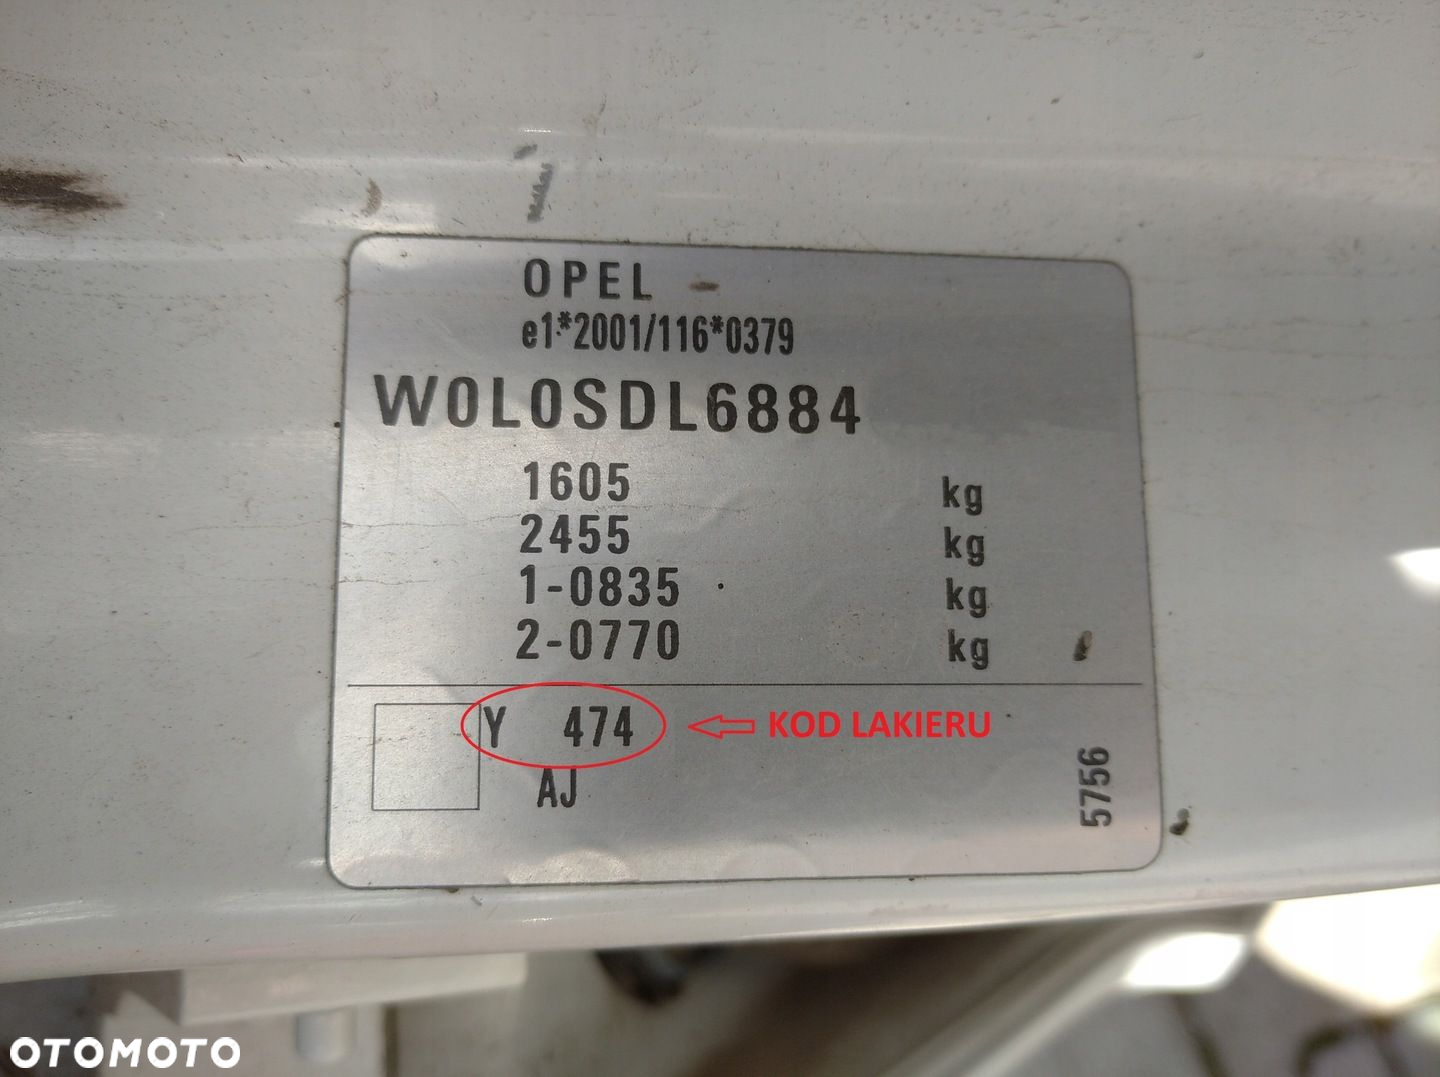 OPEL
e1*2001/116*0379
W0L0SDL6884
1605 kg
2455 kg
1-0835 kg
2-0770 kg
Y 474 KOD LAKIERU
AJ
5756
OTOMOTO